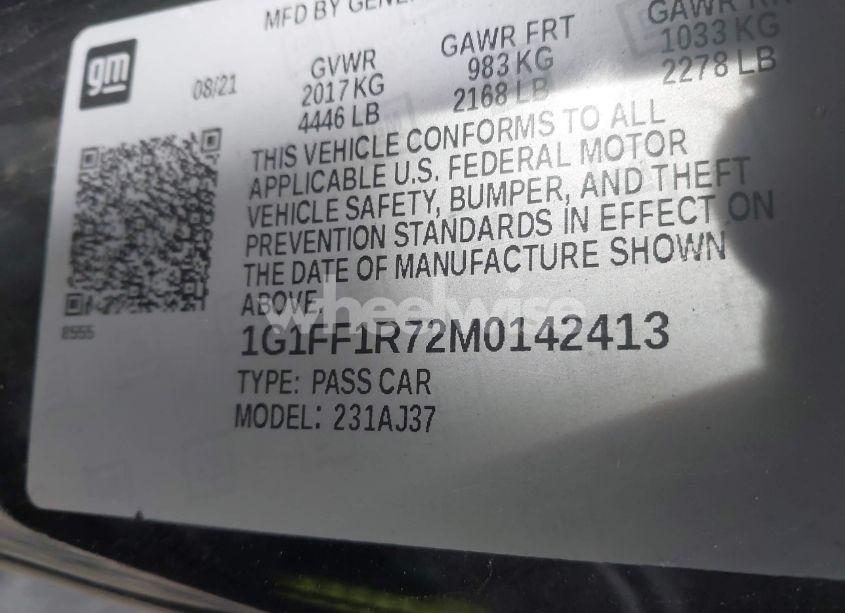 MFD BY GENE
gm
08/21
GVWR
2017 KG
4446 LB
GAWR FRT
983 KG
2168 LB
GAWR RR
1033 KG
2278 LB
THIS VEHICLE CONFORMS TO ALL
APPLICABLE U.S. FEDERAL MOTOR
VEHICLE SAFETY, BUMPER, AND THEFT
PREVENTION STANDARDS IN EFFECT ON
THE DATE OF MANUFACTURE SHOWN
ABOVE.
wheelwise
1G1FF1R72M0142413
TYPE: PASS CAR
MODEL: 231AJ37